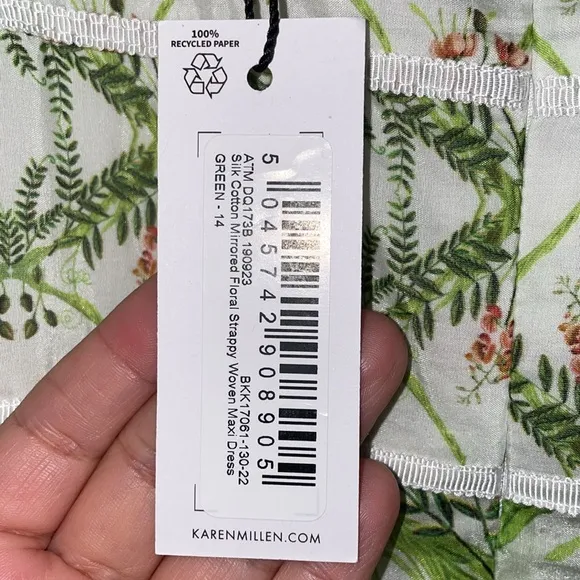 100%
RECYCLED PAPER
5 045742 908905
ATM DQ173B 190923 BKK17061-130-22
Silk Cotton Mirrored Floral Strappy Woven Maxi Dress
GREEN - 14
KARENMILLEN.COM